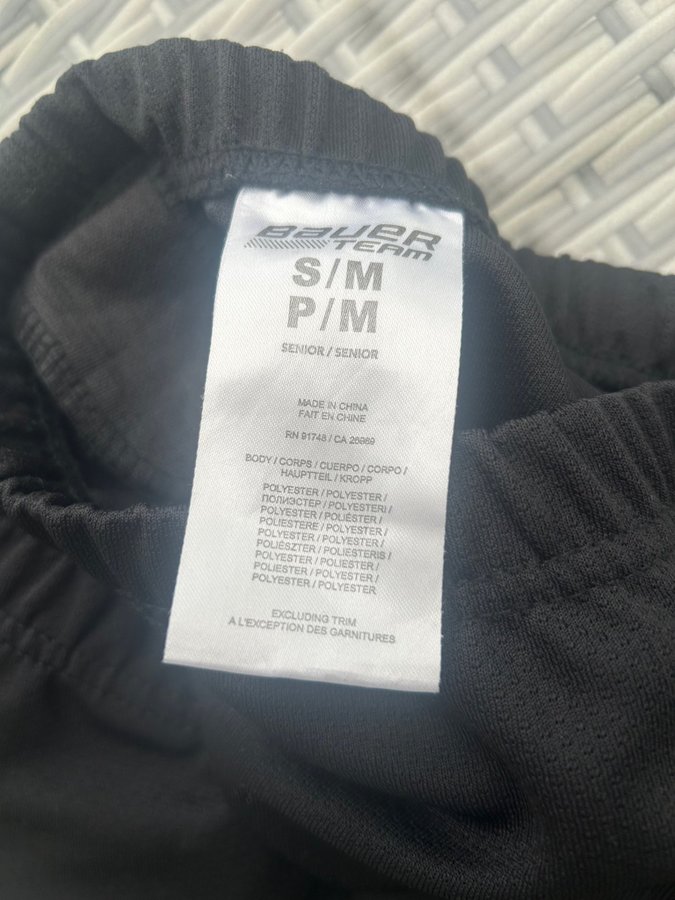 BAUER
TEAM
S/M
P/M
SENIOR / SENIOR
MADE IN CHINA
FAIT EN CHINE
RN 91748 / CA 26969
BODY / CORPS / CUERPO / CORPO /
HAUPTTEIL / KROPP
POLYESTER / POLYESTER /
ПОЛИЭСТЕР / POLYESTERI /
POLYESTER / POLIÉSTER /
POLIESTERE / POLYESTER /
POLYESTER / POLYESTER /
POLIÉSZTER / POLIESTERIS /
POLYESTER / POLIESTER /
POLIESTER / POLYESTER /
POLYESTER / POLYESTER
EXCLUDING TRIM
A L'EXCEPTION DES GARNITURES